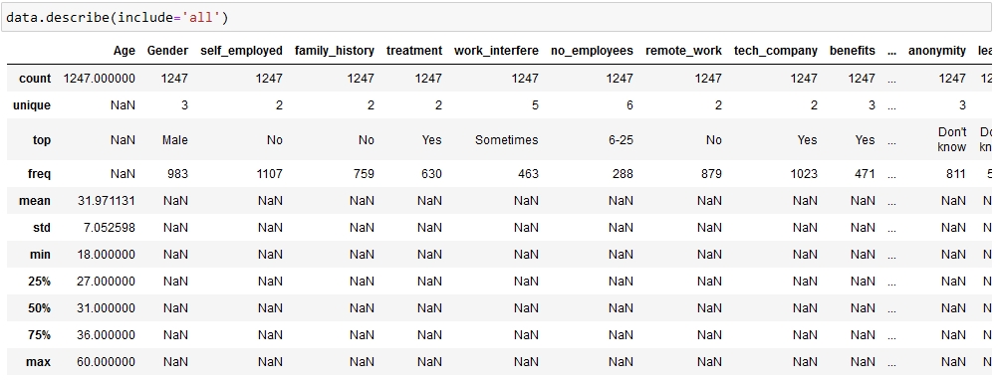 data.describe(include='all')
Age Gender self_employed family_history treatment work_interfere no_employees remote_work tech_company benefits ... anonymity
count 1247.000000 1247 1247 1247 1247 1247 1247 1247 1247 1247 ... 1247
unique NaN 3 2 2 2 5 6 2 2 3 ... 3
top NaN Male No No Yes Sometimes 6-25 No Yes Yes ... Don't know
freq NaN 983 1107 759 630 463 288 879 1023 471 ... 811
mean 31.971131 NaN NaN NaN NaN NaN NaN NaN NaN NaN ... NaN
std 7.052598 NaN NaN NaN NaN NaN NaN NaN NaN NaN ... NaN
min 18.000000 NaN NaN NaN NaN NaN NaN NaN NaN NaN ... NaN
25% 27.000000 NaN NaN NaN NaN NaN NaN NaN NaN NaN ... NaN
50% 31.000000 NaN NaN NaN NaN NaN NaN NaN NaN NaN ... NaN
75% 36.000000 NaN NaN NaN NaN NaN NaN NaN NaN NaN ... NaN
max 60.000000 NaN NaN NaN NaN NaN NaN NaN NaN NaN ... NaN